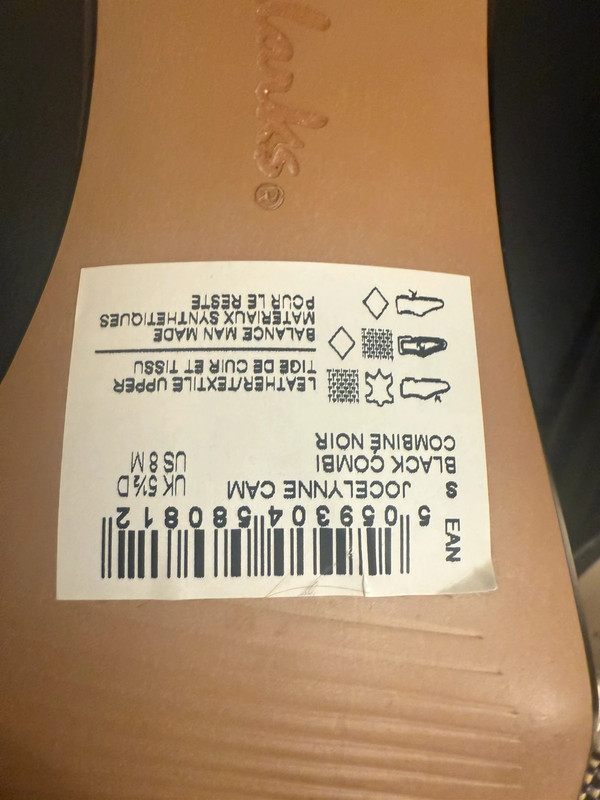 larks®
EAN
5 059304 580812
S JOCELYNNE CAM UK 5½ D
BLACK COMBI US 8 M
COMBINÉ NOIR
LEATHER/TEXTILE UPPER
TIGE DE CUIR ET TISSU
BALANCE MAN MADE
MATERIAUX SYNTHETIQUES
POUR LE RESTE